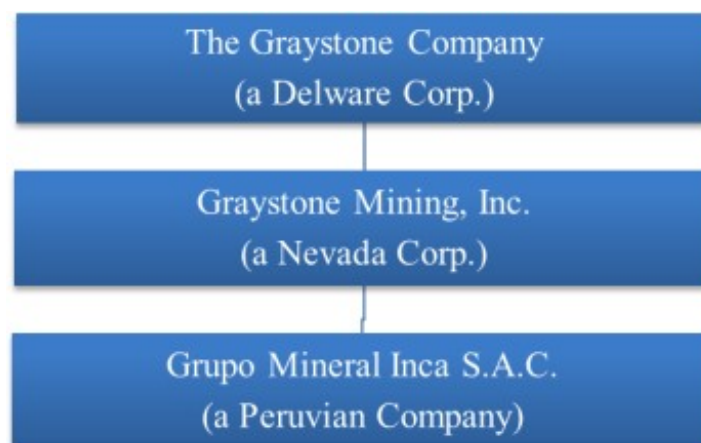 The Graystone Company
(a Delware Corp.)
Graystone Mining, Inc.
(a Nevada Corp.)
Grupo Mineral Inca S.A.C.
(a Peruvian Company)